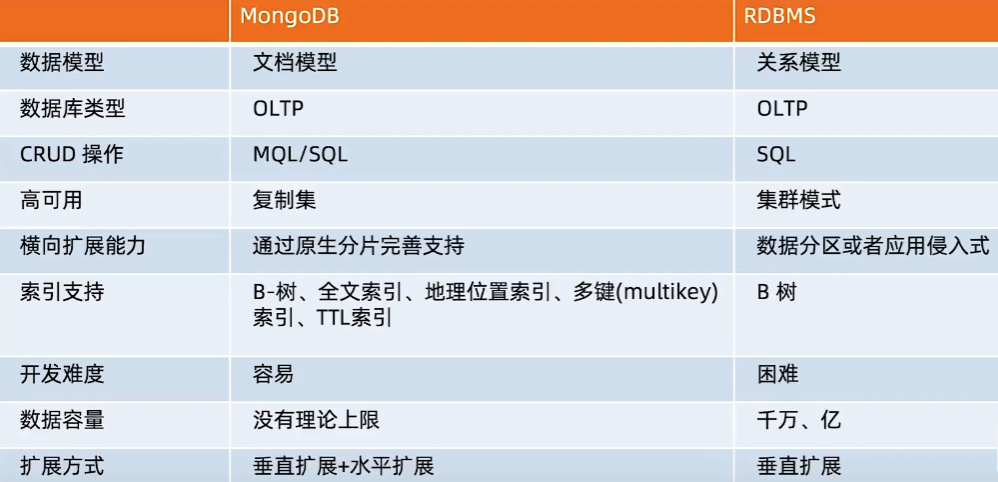 MongoDB RDBMS
数据模型 文档模型 关系模型
数据库类型 OLTP OLTP
CRUD 操作 MQL/SQL SQL
高可用 复制集 集群模式
横向扩展能力 通过原生分片完善支持 数据分区或者应用侵入式
索引支持 B-树、全文索引、地理位置索引、多键(multikey) B 树
索引、TTL索引
开发难度 容易 困难
数据容量 没有理论上限 千万、亿
扩展方式 垂直扩展+水平扩展 垂直扩展